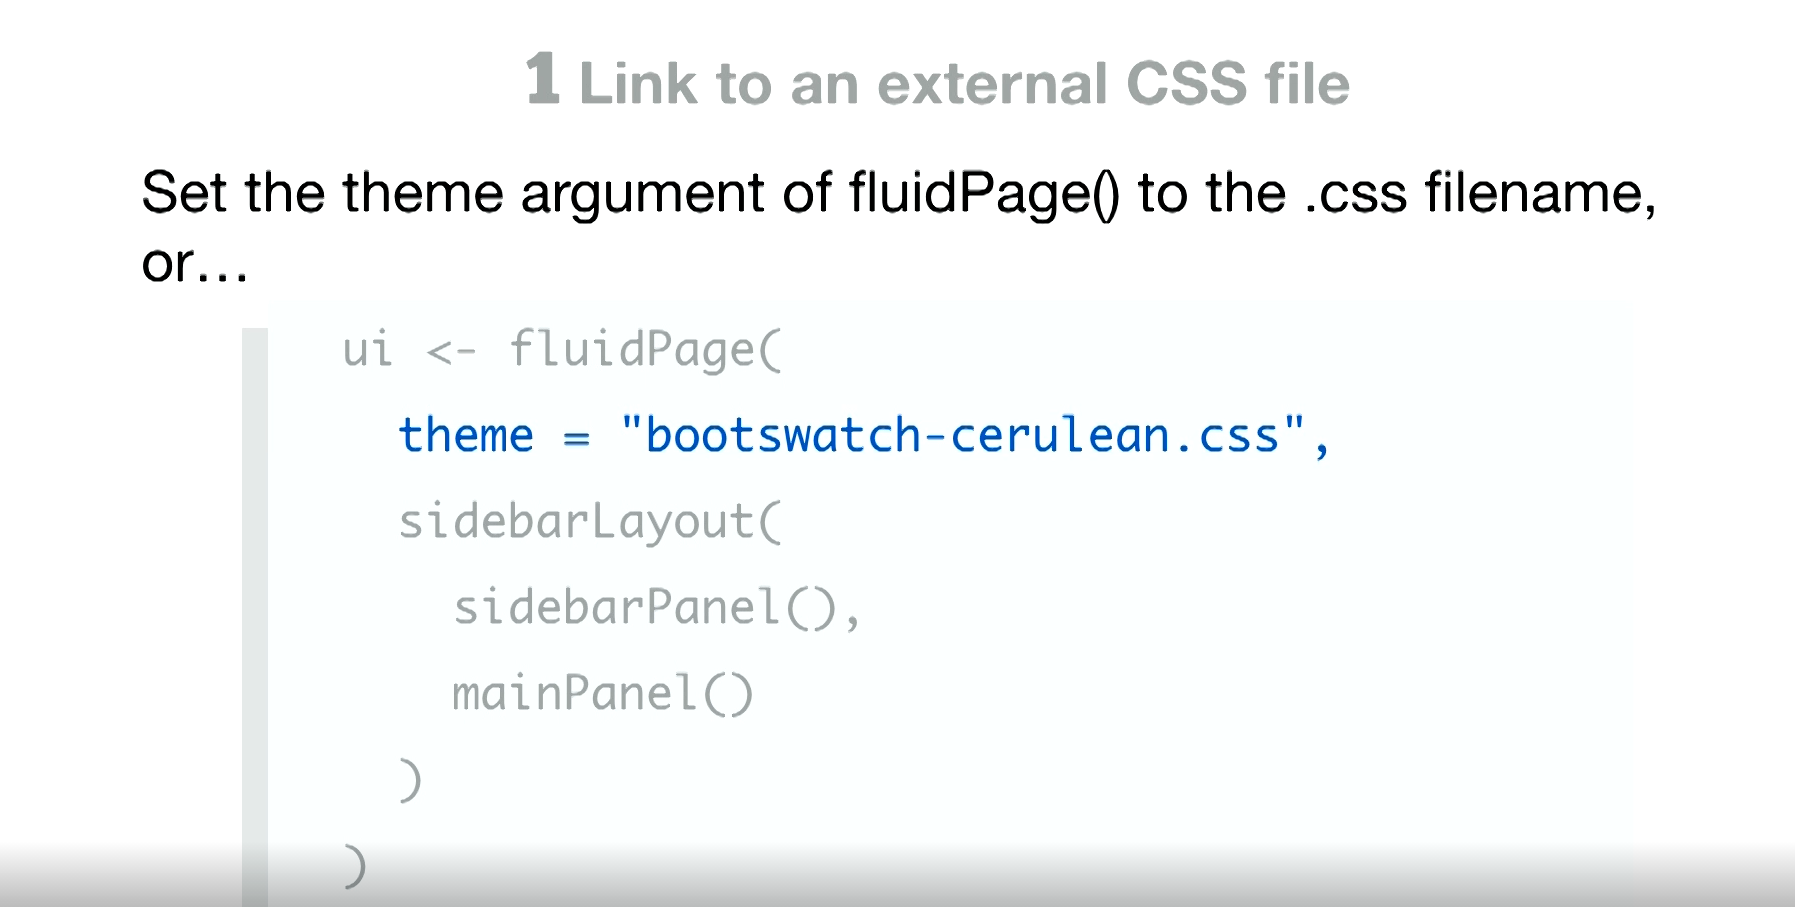 1 Link to an external CSS file
Set the theme argument of fluidPage() to the .css filename,
or…
ui <- fluidPage(
theme = "bootswatch-cerulean.css",
sidebarLayout(
sidebarPanel(),
mainPanel()
)
)